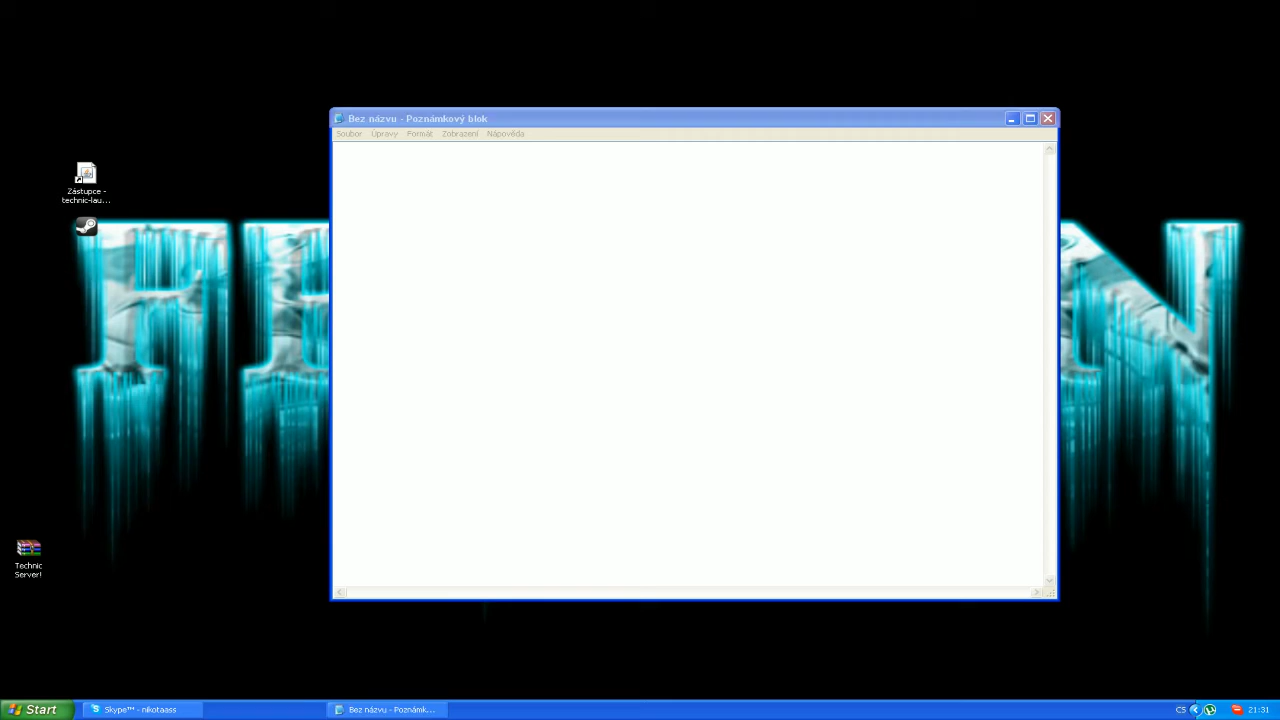 Bez názvu - Poznámkový blok
Soubor Úpravy Formát Zobrazení Nápověda
Zástupce -
technic-lau...
Technic
Server!
Start
Skype™ - nikotaass
Bez názvu - Poznámk...
CS
21:31